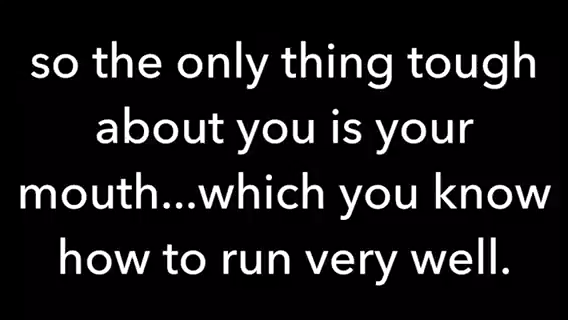 so the only thing tough
about you is your
mouth...which you know
how to run very well.